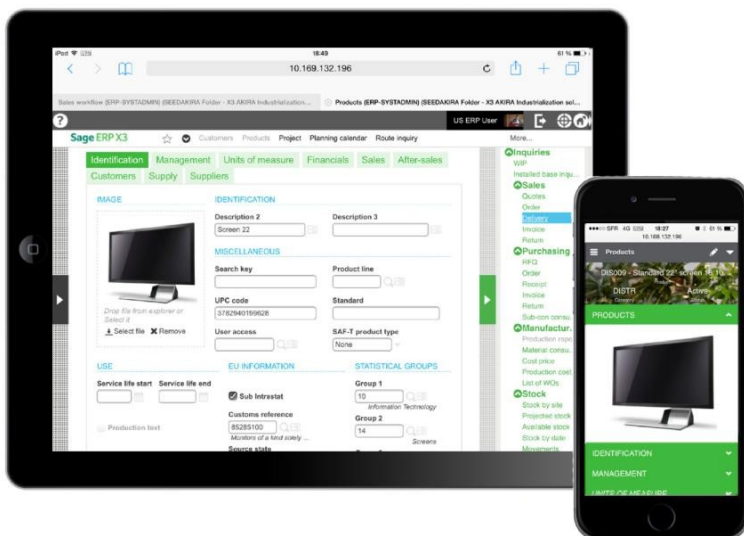 iPad
18:49
61 %
10.169.132.196
Sales workflow (ERP-SYSTADMIN) (SEEDAKIRA Folder - X3 AKIRA Industrialization...
Products (ERP-SYSTADMIN) (SEEDAKIRA Folder - X3 AKIRA Industrialization sol...
?
US ERP User
Sage ERP X3
Customers Products Project Planning calendar Route inquiry
More...
Identification Management Units of measure Financials Sales After-sales
Customers Supply Suppliers
IMAGE
Drop file from explorer or
Select it
Select file Remove
IDENTIFICATION
Description 2 Description 3
Screen 22
MISCELLANEOUS
Search key Product line
UPC code Standard
3782940159628
User access SAF-T product type
None
USE
Service life start Service life end
Production text
EU INFORMATION
Sub Intrastat
Customs reference
85285100
Monitors of a kind solely ...
Source state
STATISTICAL GROUPS
Group 1
10
Information Technology
Group 2
14
Screens
Inquiries
WIP
Installed base inqu...
Sales
Quotes
Order
Delivery
Invoice
Return
Purchasing
RFQ
Order
Receipt
Invoice
Return
Sub-con consu...
Manufactur...
Production repo
Material consu...
Cost price
Production cost
List of WOs
Stock
Stock by site
Projected stock
Available stock
Stock by date
Movements
SFR 4G 18:27 61 %
10.169.132.196
Products
DIS009 - Standard 22" screen 16:10
DISTR Active
PRODUCTS
IDENTIFICATION
MANAGEMENT
UNITS OF MEASURE